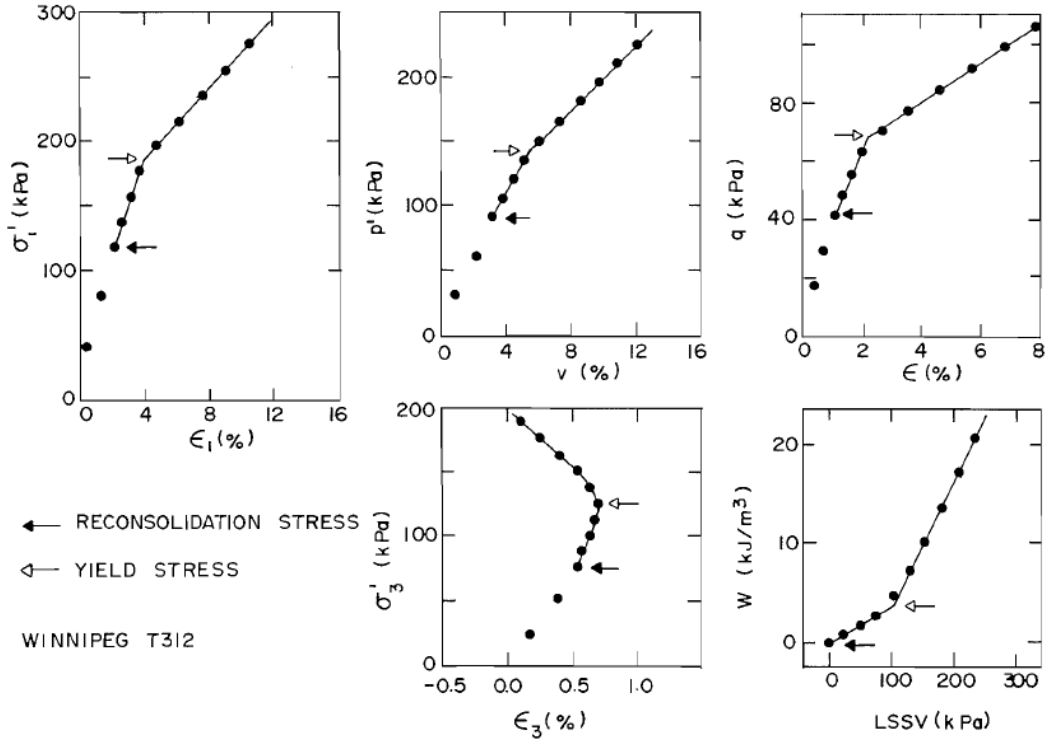 300
200
100
0
σ₁' (kPa)
0 4 8 12 16
ϵ₁(%)
200
100
0
p' (kPa)
0 4 8 12 16
v (%)
80
40
0
q (kPa)
0 2 4 6 8
ϵ(%)
200
100
0
σ₃' (kPa)
-0.5 0.0 0.5 1.0
ϵ₃(%)
20
10
0
W (kJ/m³)
0 100 200 300
LSSV (kPa)
RECONSOLIDATION STRESS
YIELD STRESS
WINNIPEG T312